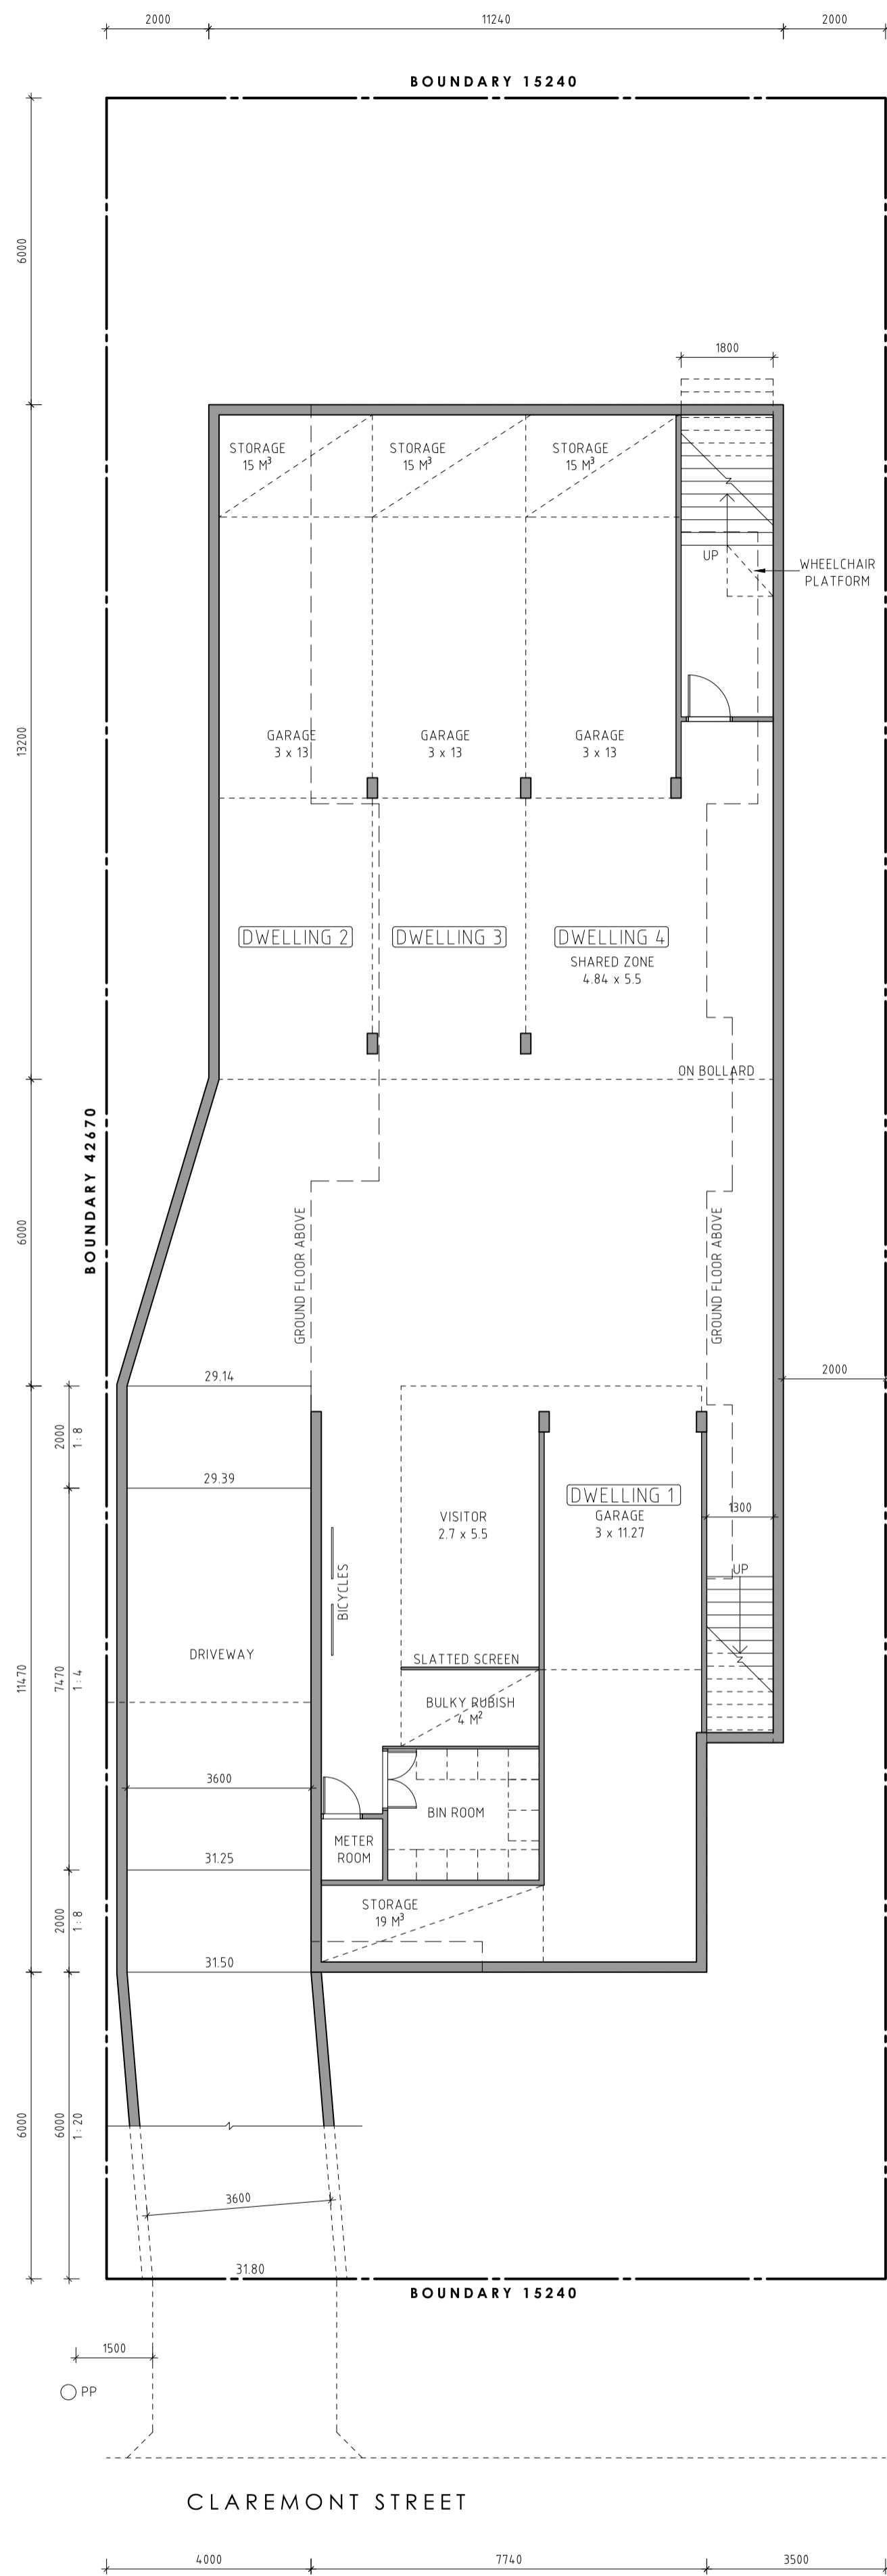 2000
11240
2000
BOUNDARY 15240
6000
1800
STORAGE
15 M³
STORAGE
15 M³
STORAGE
15 M³
UP
WHEELCHAIR
PLATFORM
13200
GARAGE
3 x 13
GARAGE
3 x 13
GARAGE
3 x 13
DWELLING 2
DWELLING 3
DWELLING 4
SHARED ZONE
4.84 x 5.5
ON BOLLARD
BOUNDARY 42670
6000
GROUND FLOOR ABOVE
GROUND FLOOR ABOVE
29.14
2000
2000
1:8
29.39
DWELLING 1
GARAGE
3 x 11.27
1300
VISITOR
2.7 x 5.5
BICYCLES
UP
11470
7470
1:4
DRIVEWAY
SLATTED SCREEN
BULKY RUBISH
4 M²
3600
BIN ROOM
METER
ROOM
31.25
STORAGE
19 M³
2000
1:8
31.50
6000
6000
1:20
3600
31.80
BOUNDARY 15240
1500
PP
CLAREMONT STREET
4000
7740
3500